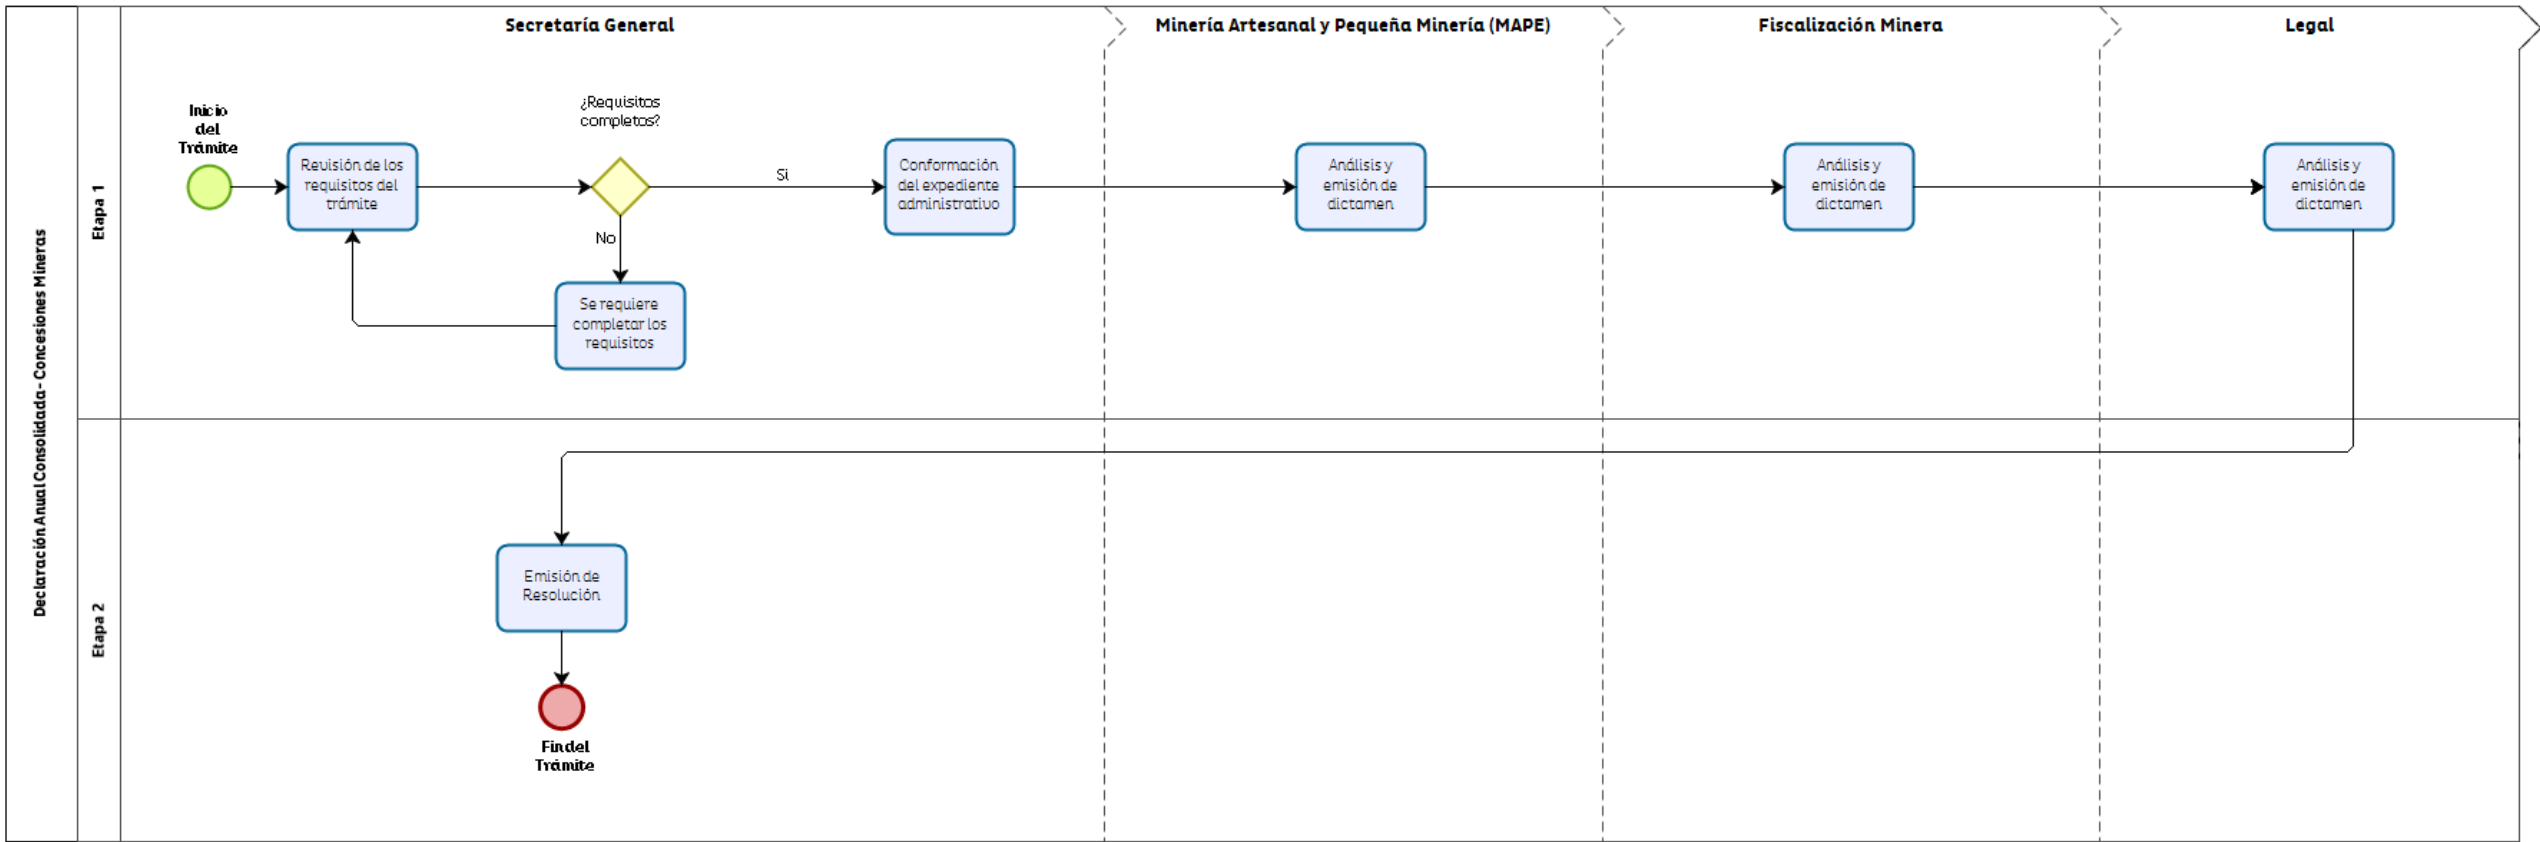 Declaración Anual Consolidada - Concesiones Mineras
Secretaría General
Minería Artesanal y Pequeña Minería (MAPE)
Fiscalización Minera
Legal
Etapa 1
Inicio
del
Trámite
Revisión de los
requisitos del
trámite
¿Requisitos
completos?
Si
No
Se requiere
completar los
requisitos
Conformación
del expediente
administrativo
Análisis y
emisión de
dictamen
Análisis y
emisión de
dictamen
Análisis y
emisión de
dictamen
Etapa 2
Emisión de
Resolución
Fin del
Trámite